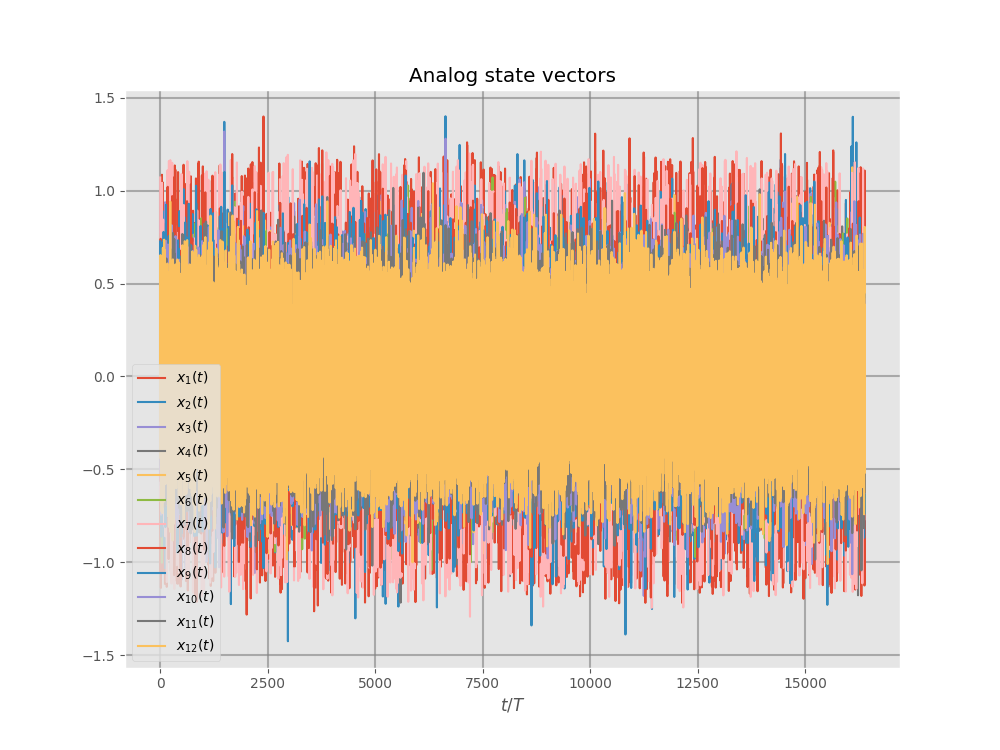 Analog state vectors
1.5
1.0
0.5
0.0
−0.5
−1.0
−1.5
x₁(t)
x₂(t)
x₃(t)
x₄(t)
x₅(t)
x₆(t)
x₇(t)
x₈(t)
x₉(t)
x₁₀(t)
x₁₁(t)
x₁₂(t)
0 2500 5000 7500 10000 12500 15000
t/T